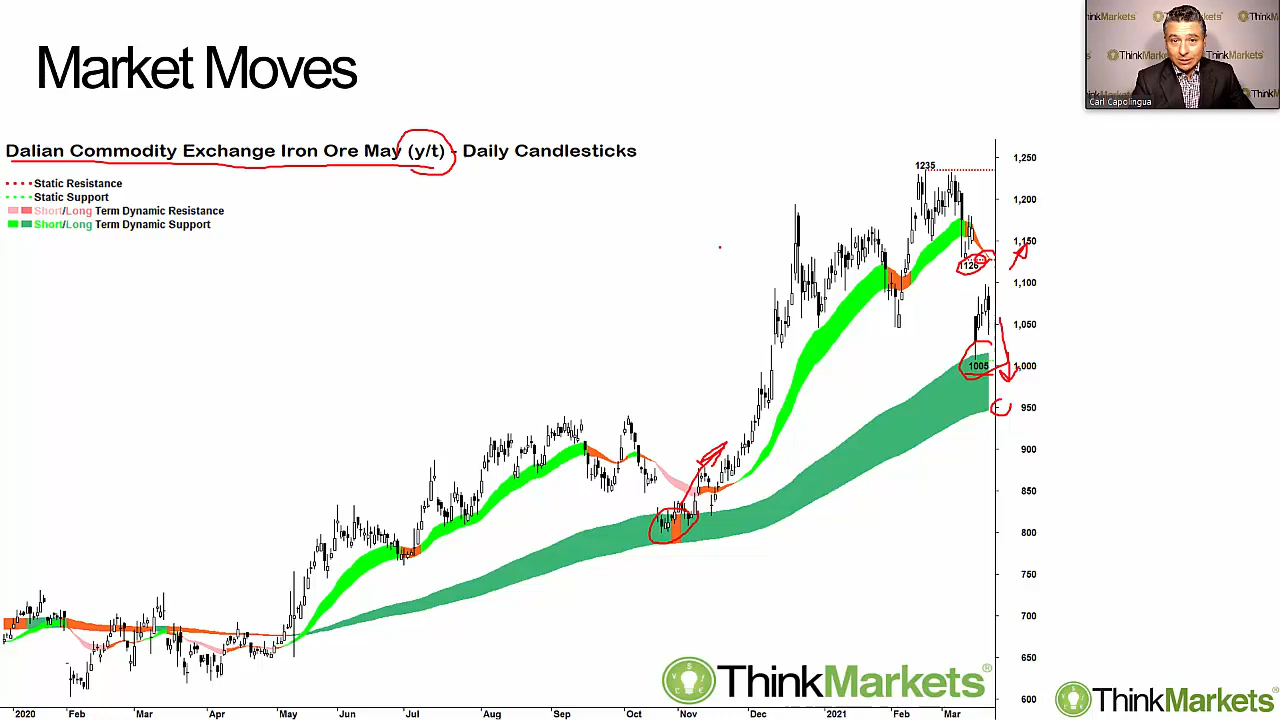 Market Moves
Dalian Commodity Exchange Iron Ore May (y/t) - Daily Candlesticks
Static Resistance
Static Support
Short/Long Term Dynamic Resistance
Short/Long Term Dynamic Support
ThinkMarkets
ThinkMarkets
Carl Capolingua
1235
1126
1005
1,250
1,200
1,150
1,100
1,050
1,000
950
900
850
800
750
700
650
600
2020 Feb Mar Apr May Jun Jul Aug Sep Oct Nov Dec 2021 Feb Mar
ThinkMarkets®
ThinkMarkets®